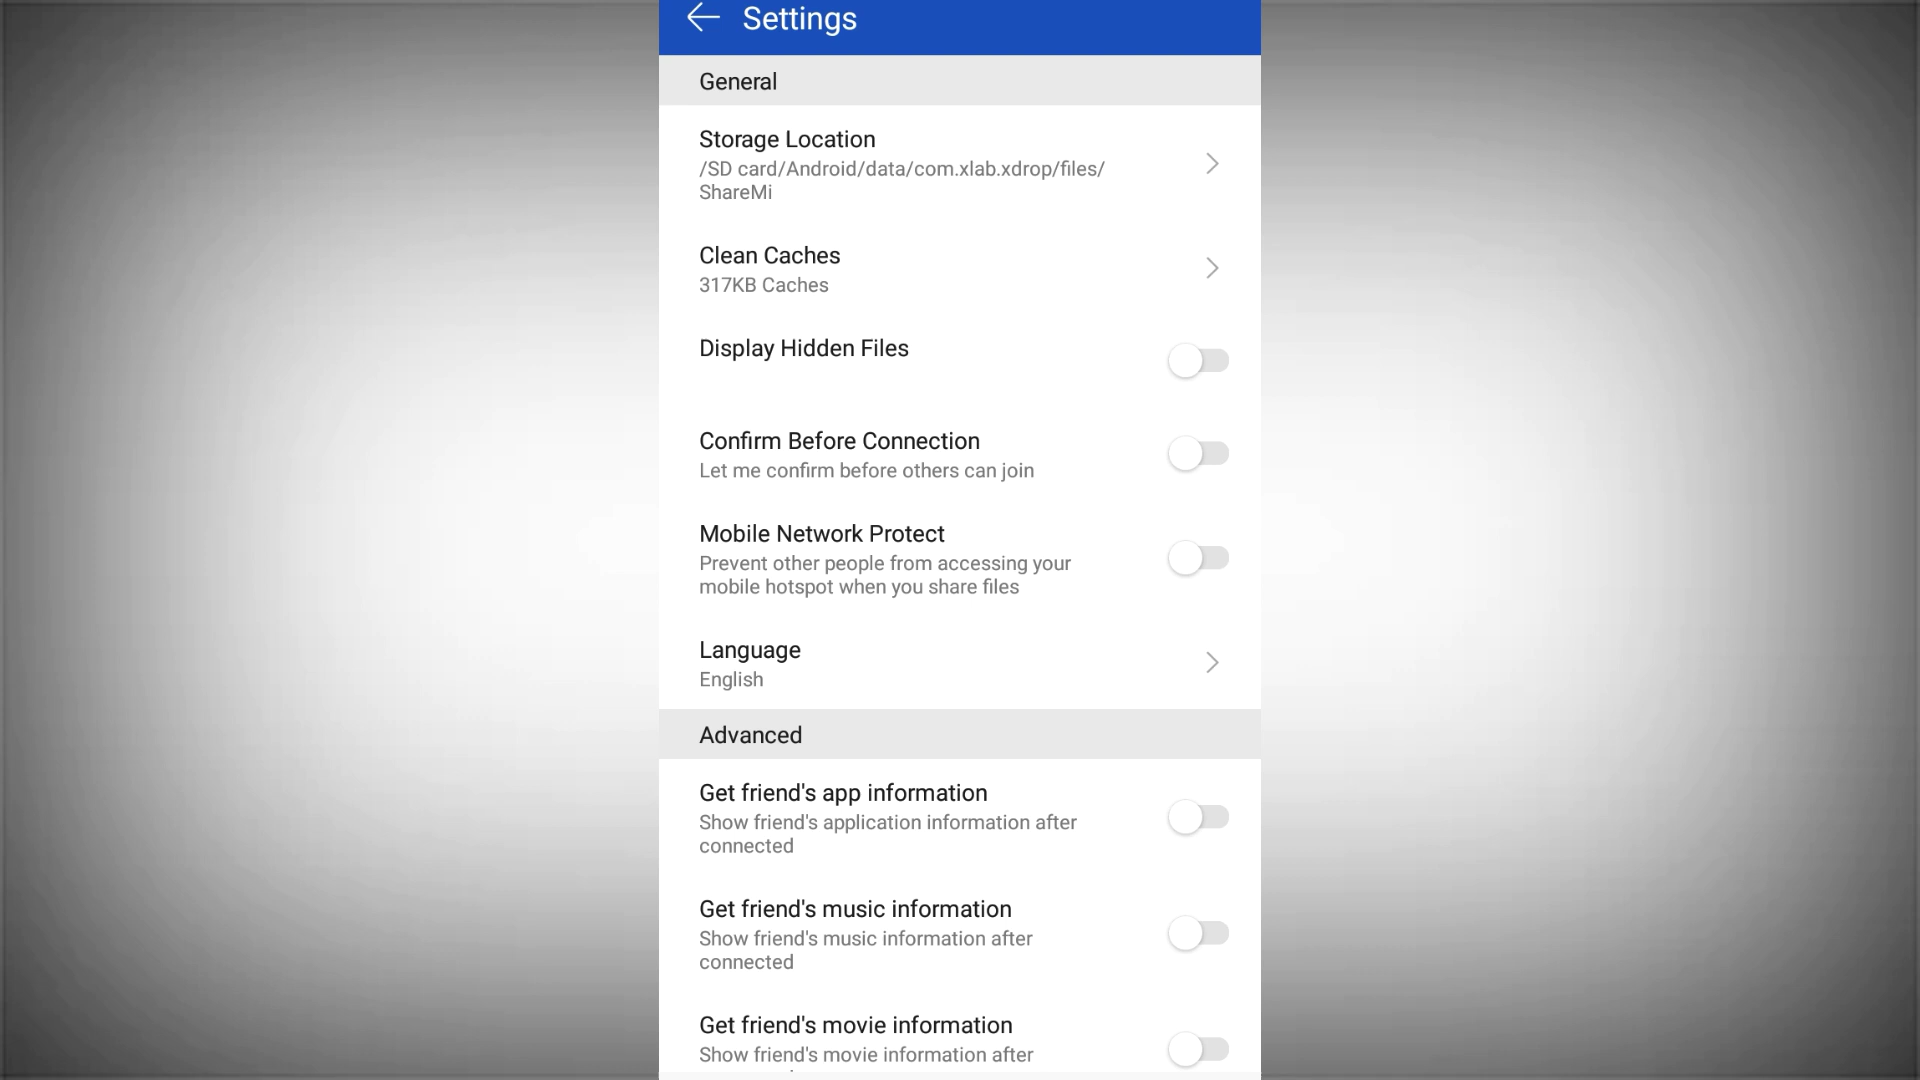 Settings
General
Storage Location
/SD card/Android/data/com.xlab.xdrop/files/
ShareMi
Clean Caches
317KB Caches
Display Hidden Files
Confirm Before Connection
Let me confirm before others can join
Mobile Network Protect
Prevent other people from accessing your
mobile hotspot when you share files
Language
English
Advanced
Get friend's app information
Show friend's application information after
connected
Get friend's music information
Show friend's music information after
connected
Get friend's movie information
Show friend's movie information after